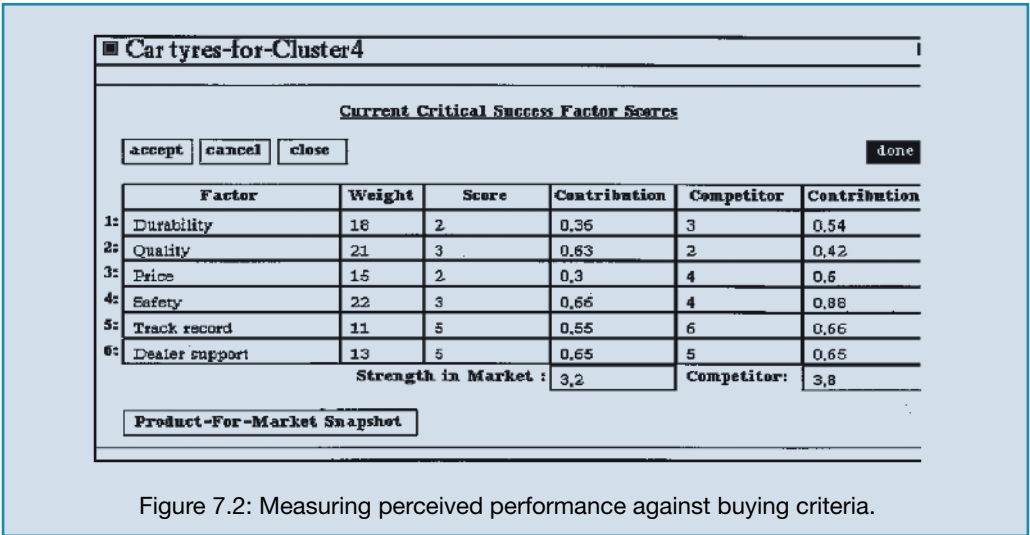 Car tyres-for-Cluster4
Current Critical Success Factor Scores
accept cancel close done
Factor Weight Score Contribution Competitor Contribution
1: Durability 18 2 0,36 3 0,54
2: Quality 21 3 0,63 2 0,42
3: Price 15 2 0,3 4 0,6
4: Safety 22 3 0,66 4 0,88
5: Track record 11 5 0,55 6 0,66
6: Dealer support 13 5 0,65 5 0,65
Strength in Market : 3,2 Competitor: 3,8
Product-For-Market Snapshot
Figure 7.2: Measuring perceived performance against buying criteria.